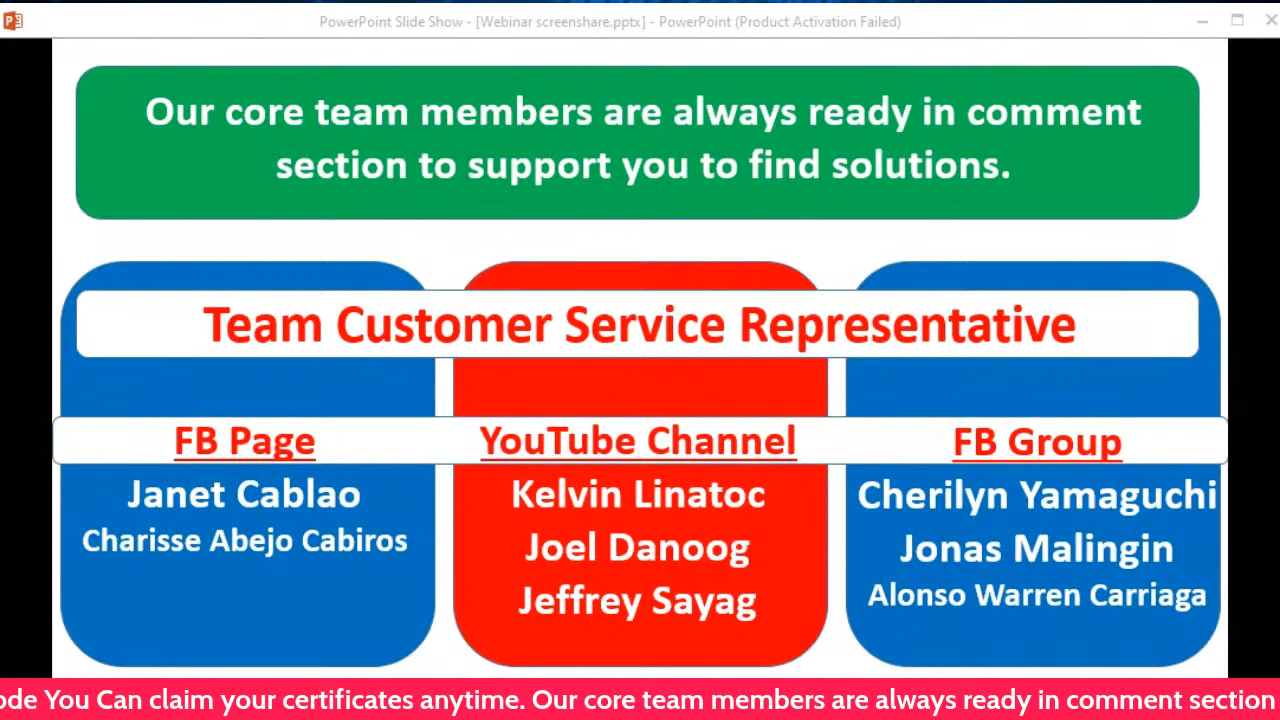 PowerPoint Slide Show - [Webinar screenshare.pptx] - PowerPoint (Product Activation Failed)
Our core team members are always ready in comment
section to support you to find solutions.
Team Customer Service Representative
FB Page
Janet Cablao
Charisse Abejo Cabiros
YouTube Channel
Kelvin Linatoc
Joel Danoog
Jeffrey Sayag
FB Group
Cherilyn Yamaguchi
Jonas Malingin
Alonso Warren Carriaga
ode You Can claim your certificates anytime. Our core team members are always ready in comment section